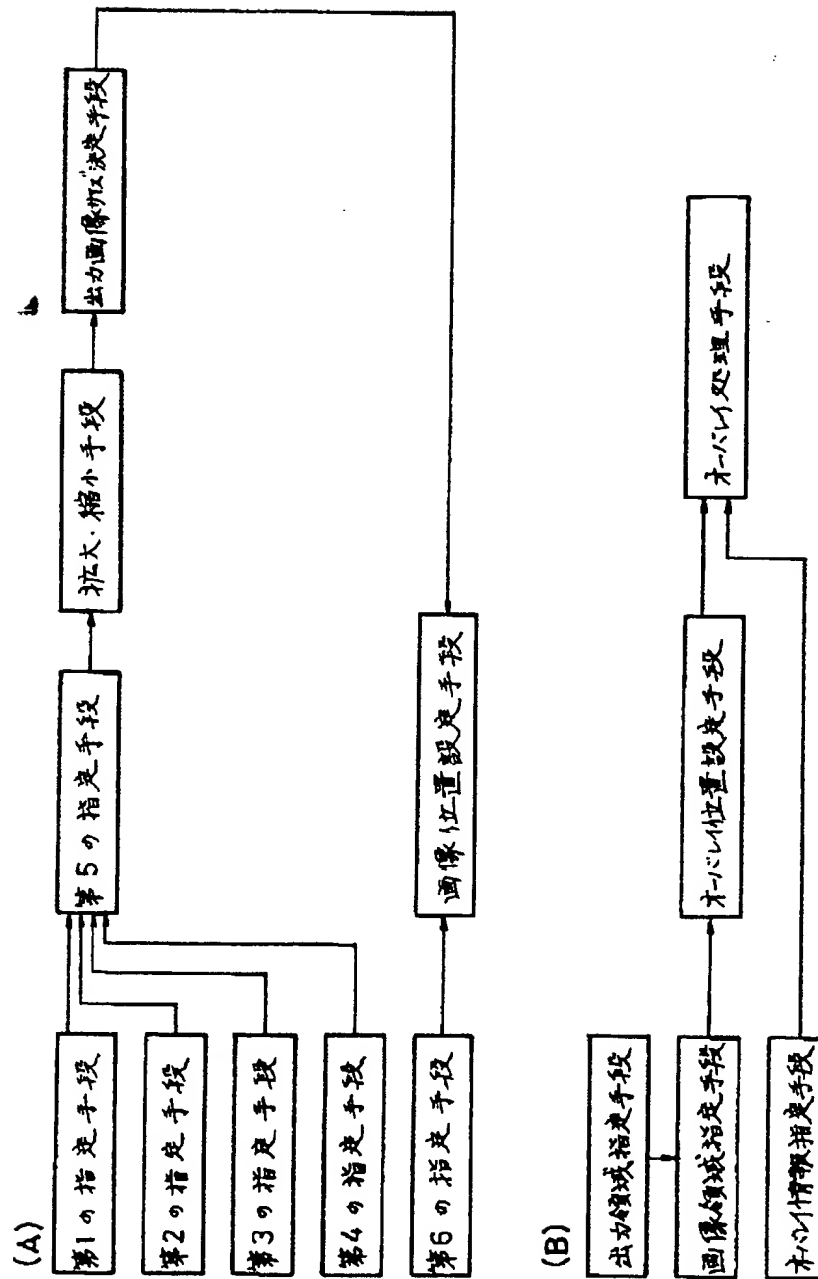 (A)
第1の指定手段
第2の指定手段
第3の指定手段
第4の指定手段
第6の指定手段
第5の指定手段
拡大・縮小手段
出力画像サイズ決定手段
画像位置設定手段
(B)
出力領域指定手段
画像領域指定手段
オーバレイ情報指定手段
オーバレイ位置設定手段
オーバレイ処理手段